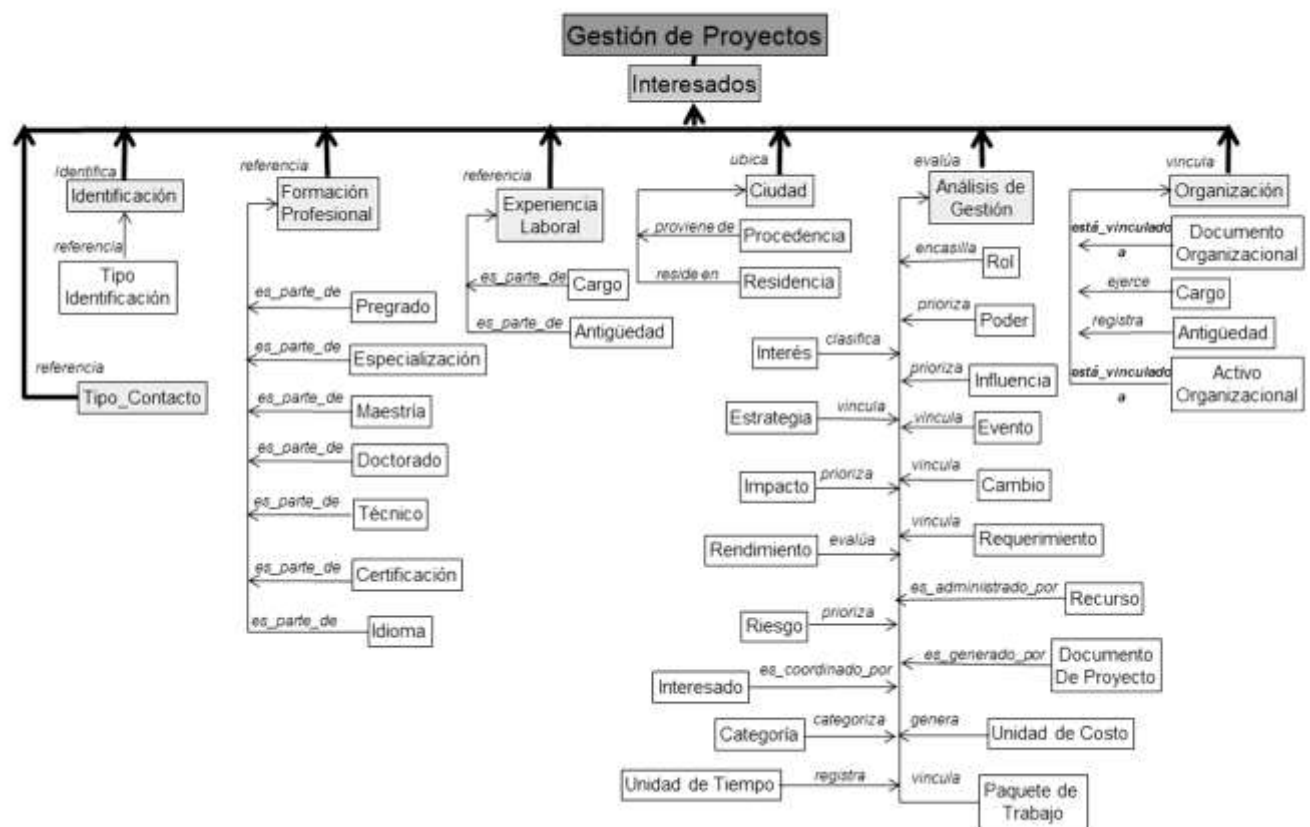 Gestión de Proyectos
Interesados
Identifica
Identificación
referencia
Tipo
Identificación
referencia
Tipo_Contacto
referencia
Formación
Profesional
es_parte_de
Pregrado
es_parte_de
Especialización
es_parte_de
Maestría
es_parte_de
Doctorado
es_parte_de
Técnico
es_parte_de
Certificación
es_parte_de
Idioma
referencia
Experiencia
Laboral
es_parte_de
Cargo
es_parte_de
Antigüedad
ubica
Ciudad
proviene de
Procedencia
reside en
Residencia
evalúa
Análisis de
Gestión
encasilla
Rol
prioriza
Poder
Interés
clasifica
prioriza
Influencia
Estrategia
vincula
vincula
Evento
Impacto
prioriza
vincula
Cambio
Rendimiento
evalúa
vincula
Requerimiento
es_administrado_por
Recurso
Riesgo
prioriza
es_generado_por
Documento
De Proyecto
Interesado
es_coordinado_por
Categoría
categoriza
genera
Unidad de Costo
Unidad de Tiempo
registra
vincula
Paquete de
Trabajo
vincula
Organización
está_vinculado
a
Documento
Organizacional
ejerce
Cargo
registra
Antigüedad
está_vinculado
a
Activo
Organizacional